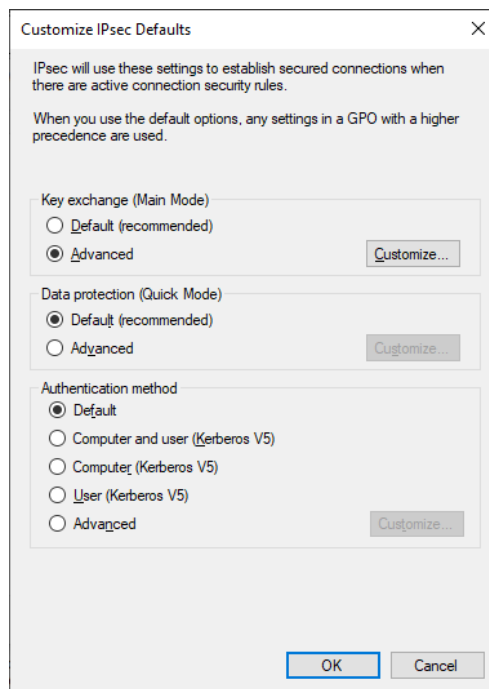 Customize IPsec Defaults
IPsec will use these settings to establish secured connections when
there are active connection security rules.
When you use the default options, any settings in a GPO with a higher
precedence are used.
Key exchange (Main Mode)
Default (recommended)
Advanced
Customize...
Data protection (Quick Mode)
Default (recommended)
Advanced
Customize...
Authentication method
Default
Computer and user (Kerberos V5)
Computer (Kerberos V5)
User (Kerberos V5)
Advanced
Customize...
OK
Cancel